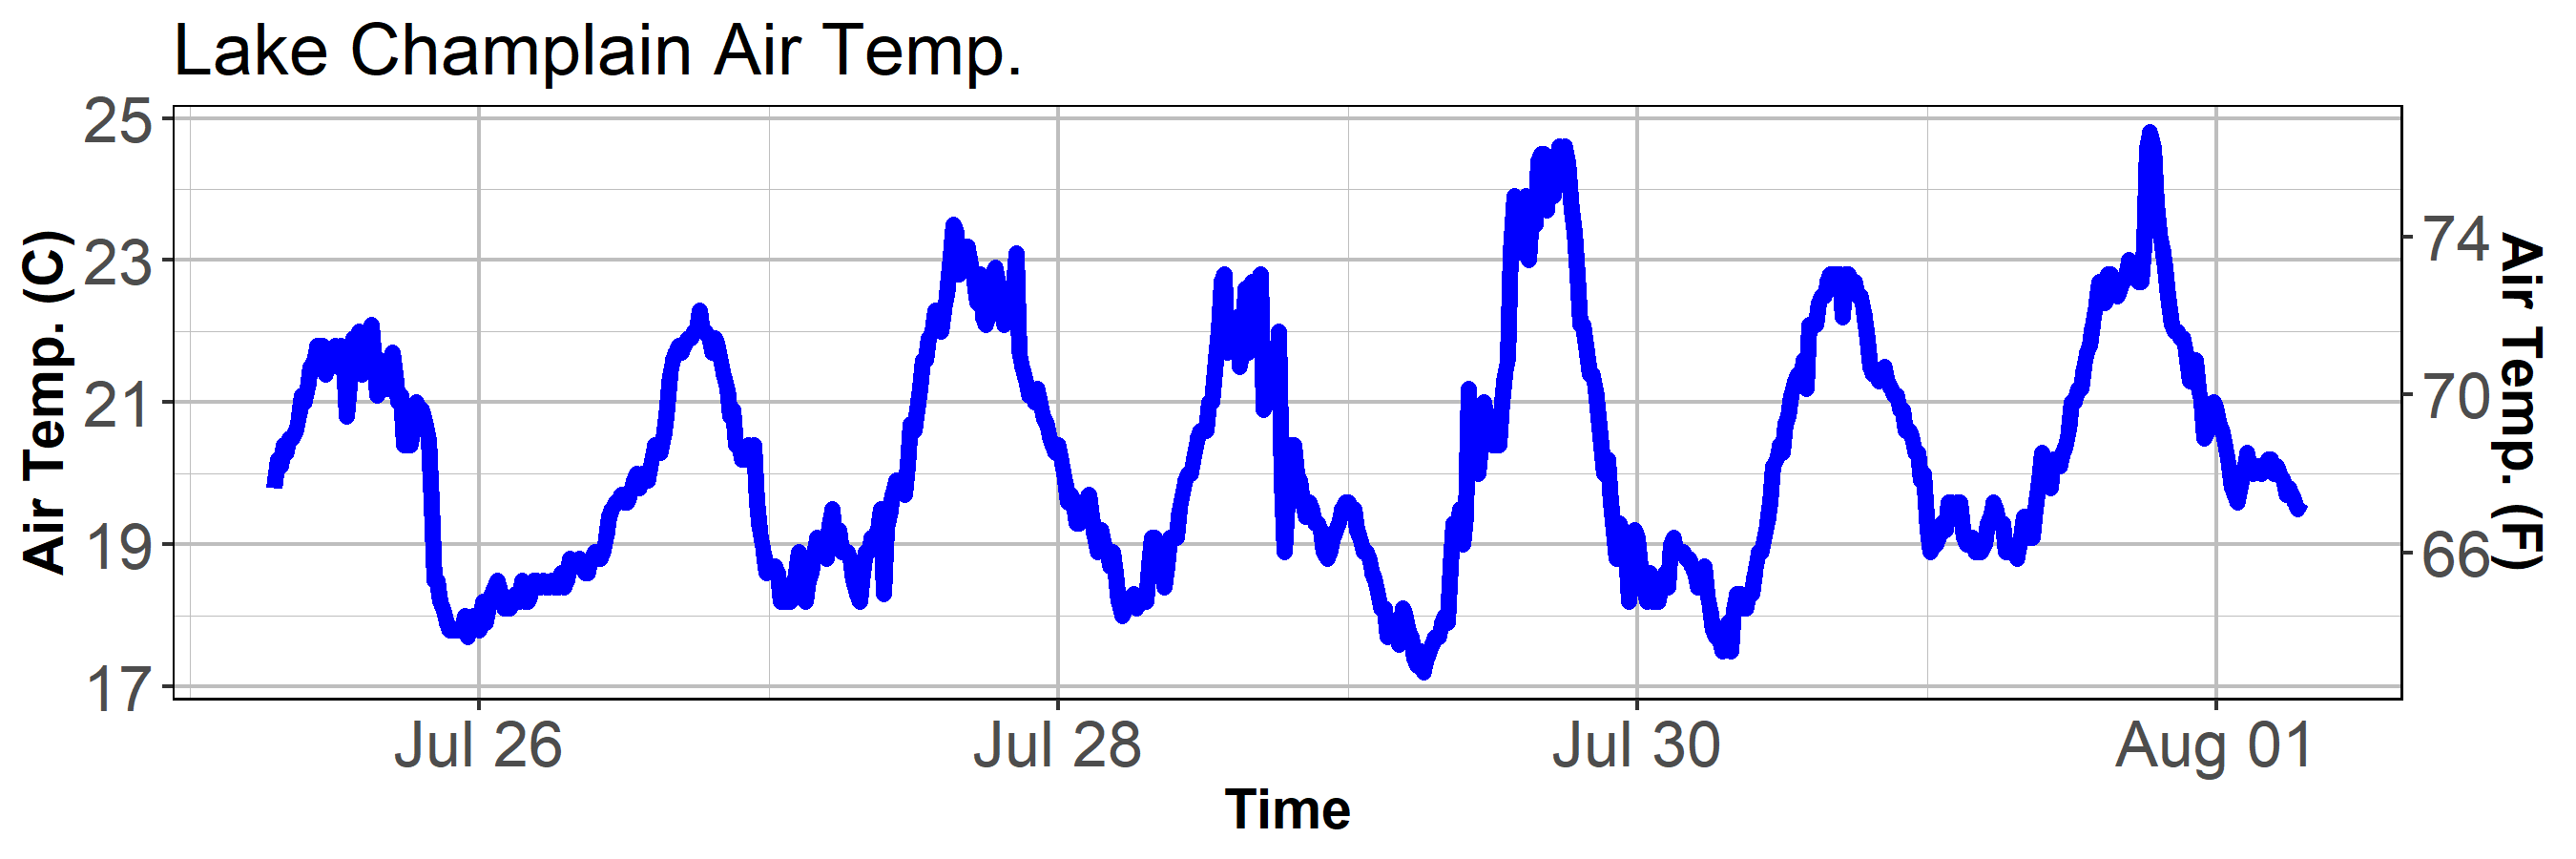 Lake Champlain Air Temp.
25
23
21
19
17
Air Temp. (C)
74
70
66
Air Temp. (F)
Jul 26
Jul 28
Jul 30
Aug 01
Time